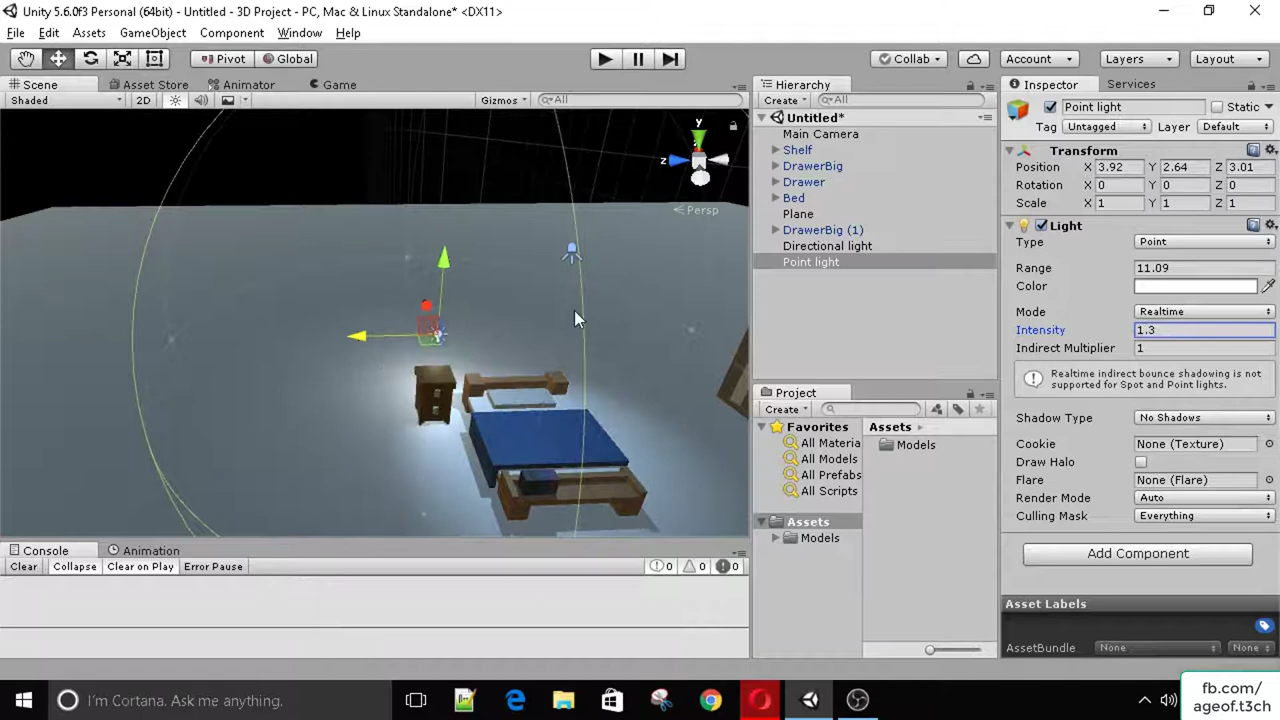 Unity 5.6.0f3 Personal (64bit) - Untitled - 3D Project - PC, Mac & Linux Standalone* <DX11>
File Edit Assets GameObject Component Window Help
Pivot Global Collab Account Layers Layout
Scene Asset Store Animator Game
Shaded 2D Gizmos All
y
z
Persp
Hierarchy
Create All
Untitled*
Main Camera
Shelf
DrawerBig
Drawer
Bed
Plane
DrawerBig (1)
Directional light
Point light
Project
Create
Favorites
All Materia
All Models
All Prefabs
All Scripts
Assets
Models
Assets
Models
Inspector Services
Point light Static
Tag Untagged Layer Default
Transform
Position X 3.92 Y 2.64 Z 3.01
Rotation X 0 Y 0 Z 0
Scale X 1 Y 1 Z 1
Light
Type Point
Range 11.09
Color
Mode Realtime
Intensity 1.3
Indirect Multiplier 1
Realtime indirect bounce shadowing is not
supported for Spot and Point lights.
Shadow Type No Shadows
Cookie None (Texture)
Draw Halo
Flare None (Flare)
Render Mode Auto
Culling Mask Everything
Add Component
Asset Labels
AssetBundle None None
Console Animation
Clear Collapse Clear on Play Error Pause 0 0 0
I'm Cortana. Ask me anything.
fb.com/
ageof.t3ch